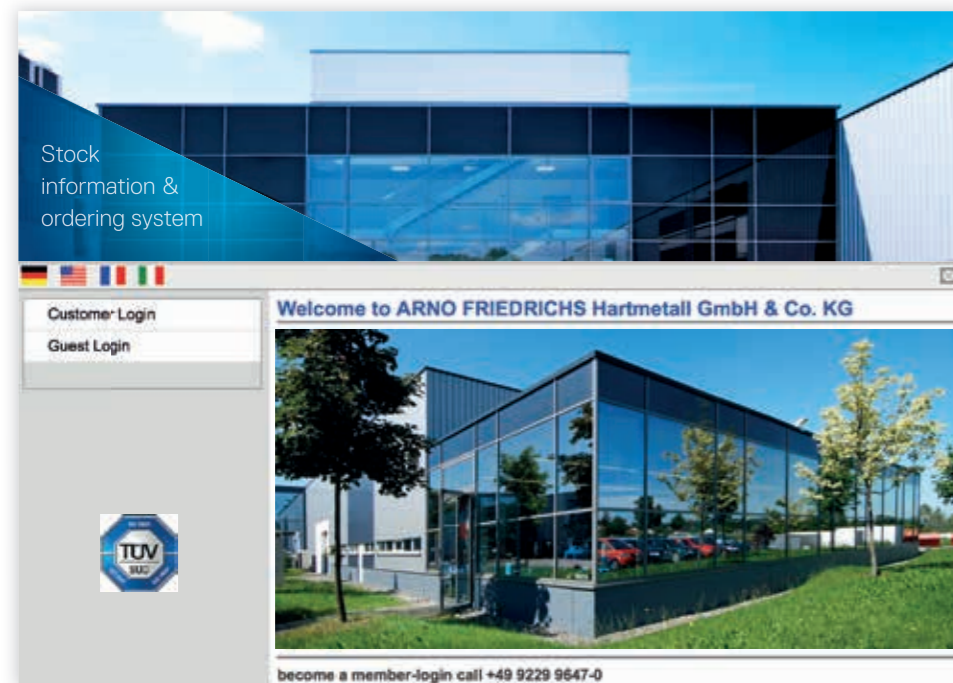 Stock
information &
ordering system
Customer Login
Guest Login
Welcome to ARNO FRIEDRICHS Hartmetall GmbH & Co. KG
TÜV
SÜD
become a member-login call +49 9229 9647-0